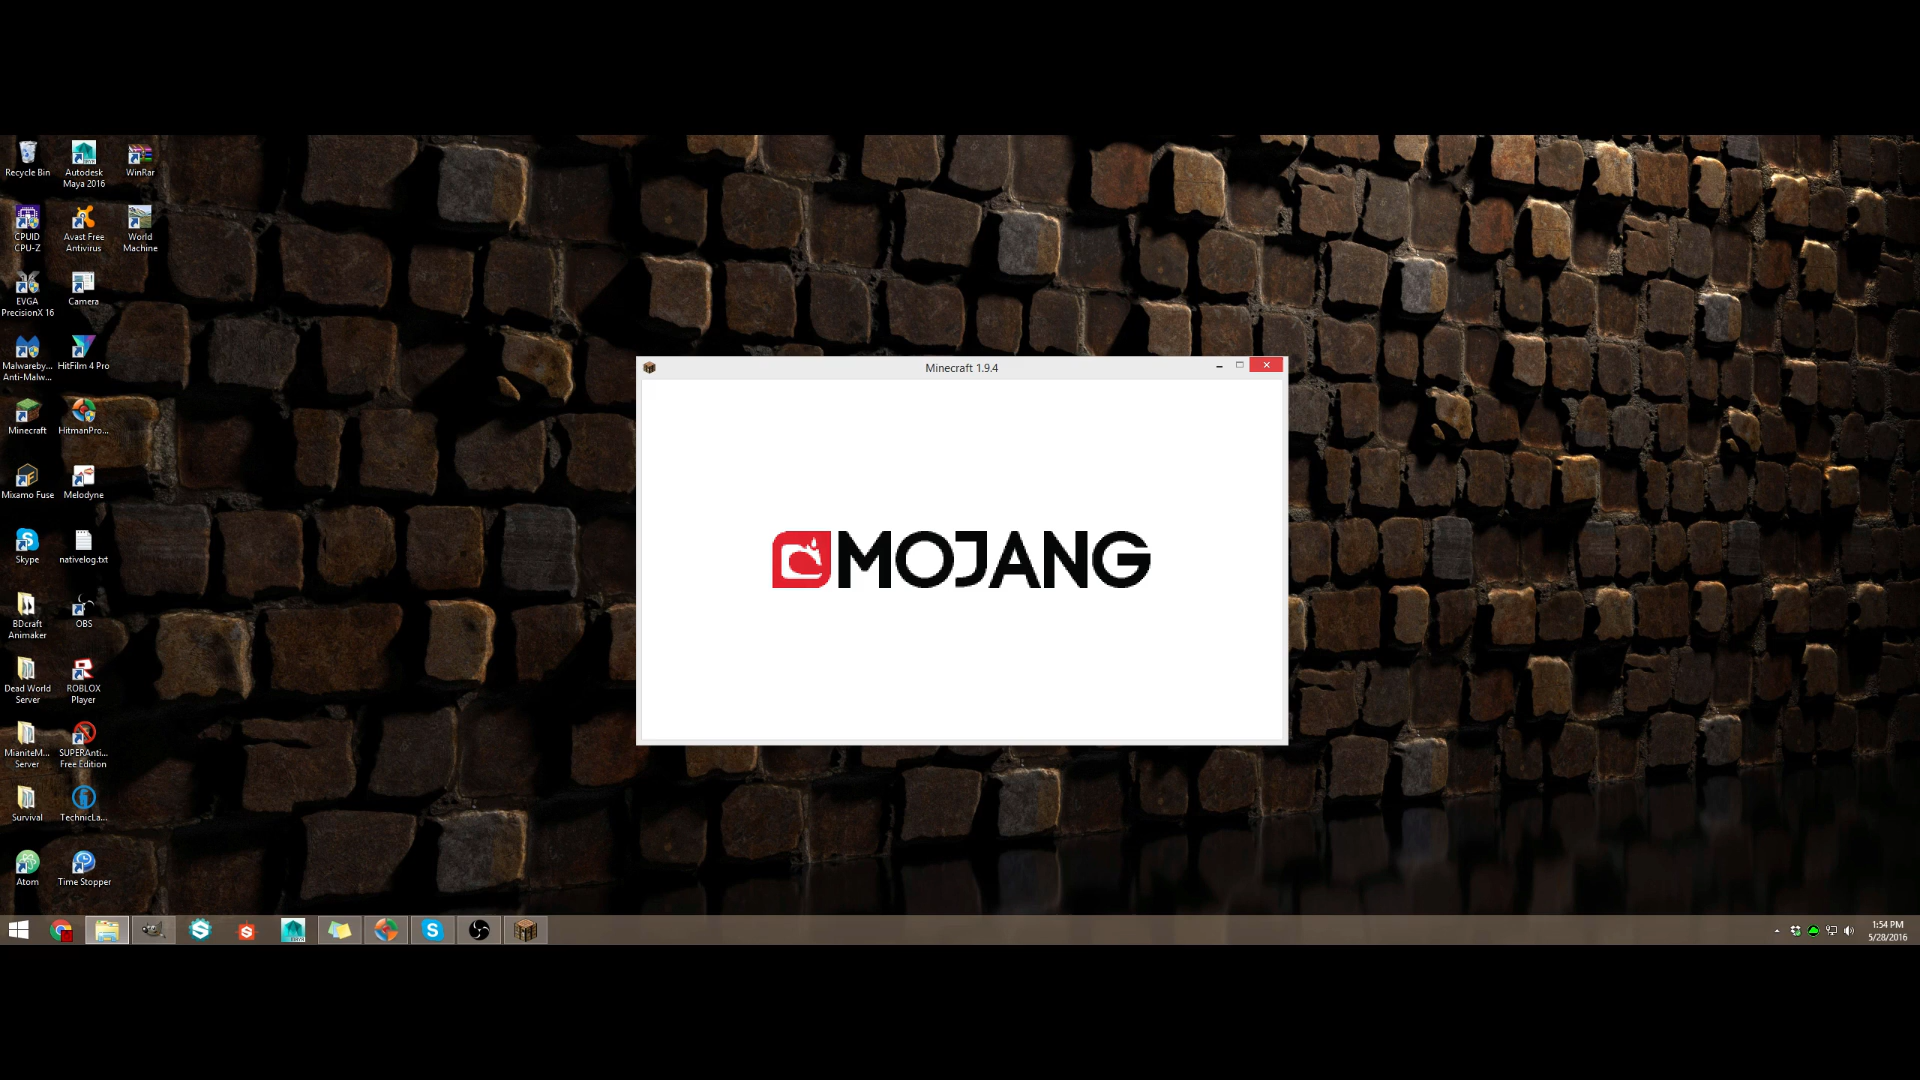 Recycle Bin
Autodesk
Maya 2016
WinRar
CPUID
CPU-Z
Avast Free
Antivirus
World
Machine
EVGA
PrecisionX 16
Camera
Malwareby...
Anti-Malw...
HitFilm 4 Pro
Minecraft
HitmanPro...
Mixamo Fuse
Melodyne
Skype
nativelog.txt
BDcraft
Animaker
OBS
Dead World
Server
ROBLOX
Player
MianiteM...
Server
SUPERAnti...
Free Edition
Survival
TechnicLa...
Atom
Time Stopper
Minecraft 1.9.4
MOJANG
1:54 PM
5/28/2016